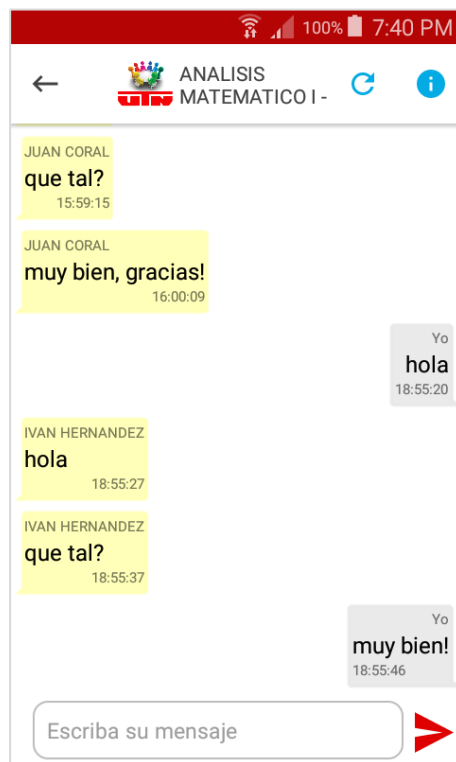 100% 7:40 PM
UTN
ANALISIS
MATEMATICO I -
JUAN CORAL
que tal?
15:59:15
JUAN CORAL
muy bien, gracias!
16:00:09
Yo
hola
18:55:20
IVAN HERNANDEZ
hola
18:55:27
IVAN HERNANDEZ
que tal?
18:55:37
Yo
muy bien!
18:55:46
Escriba su mensaje